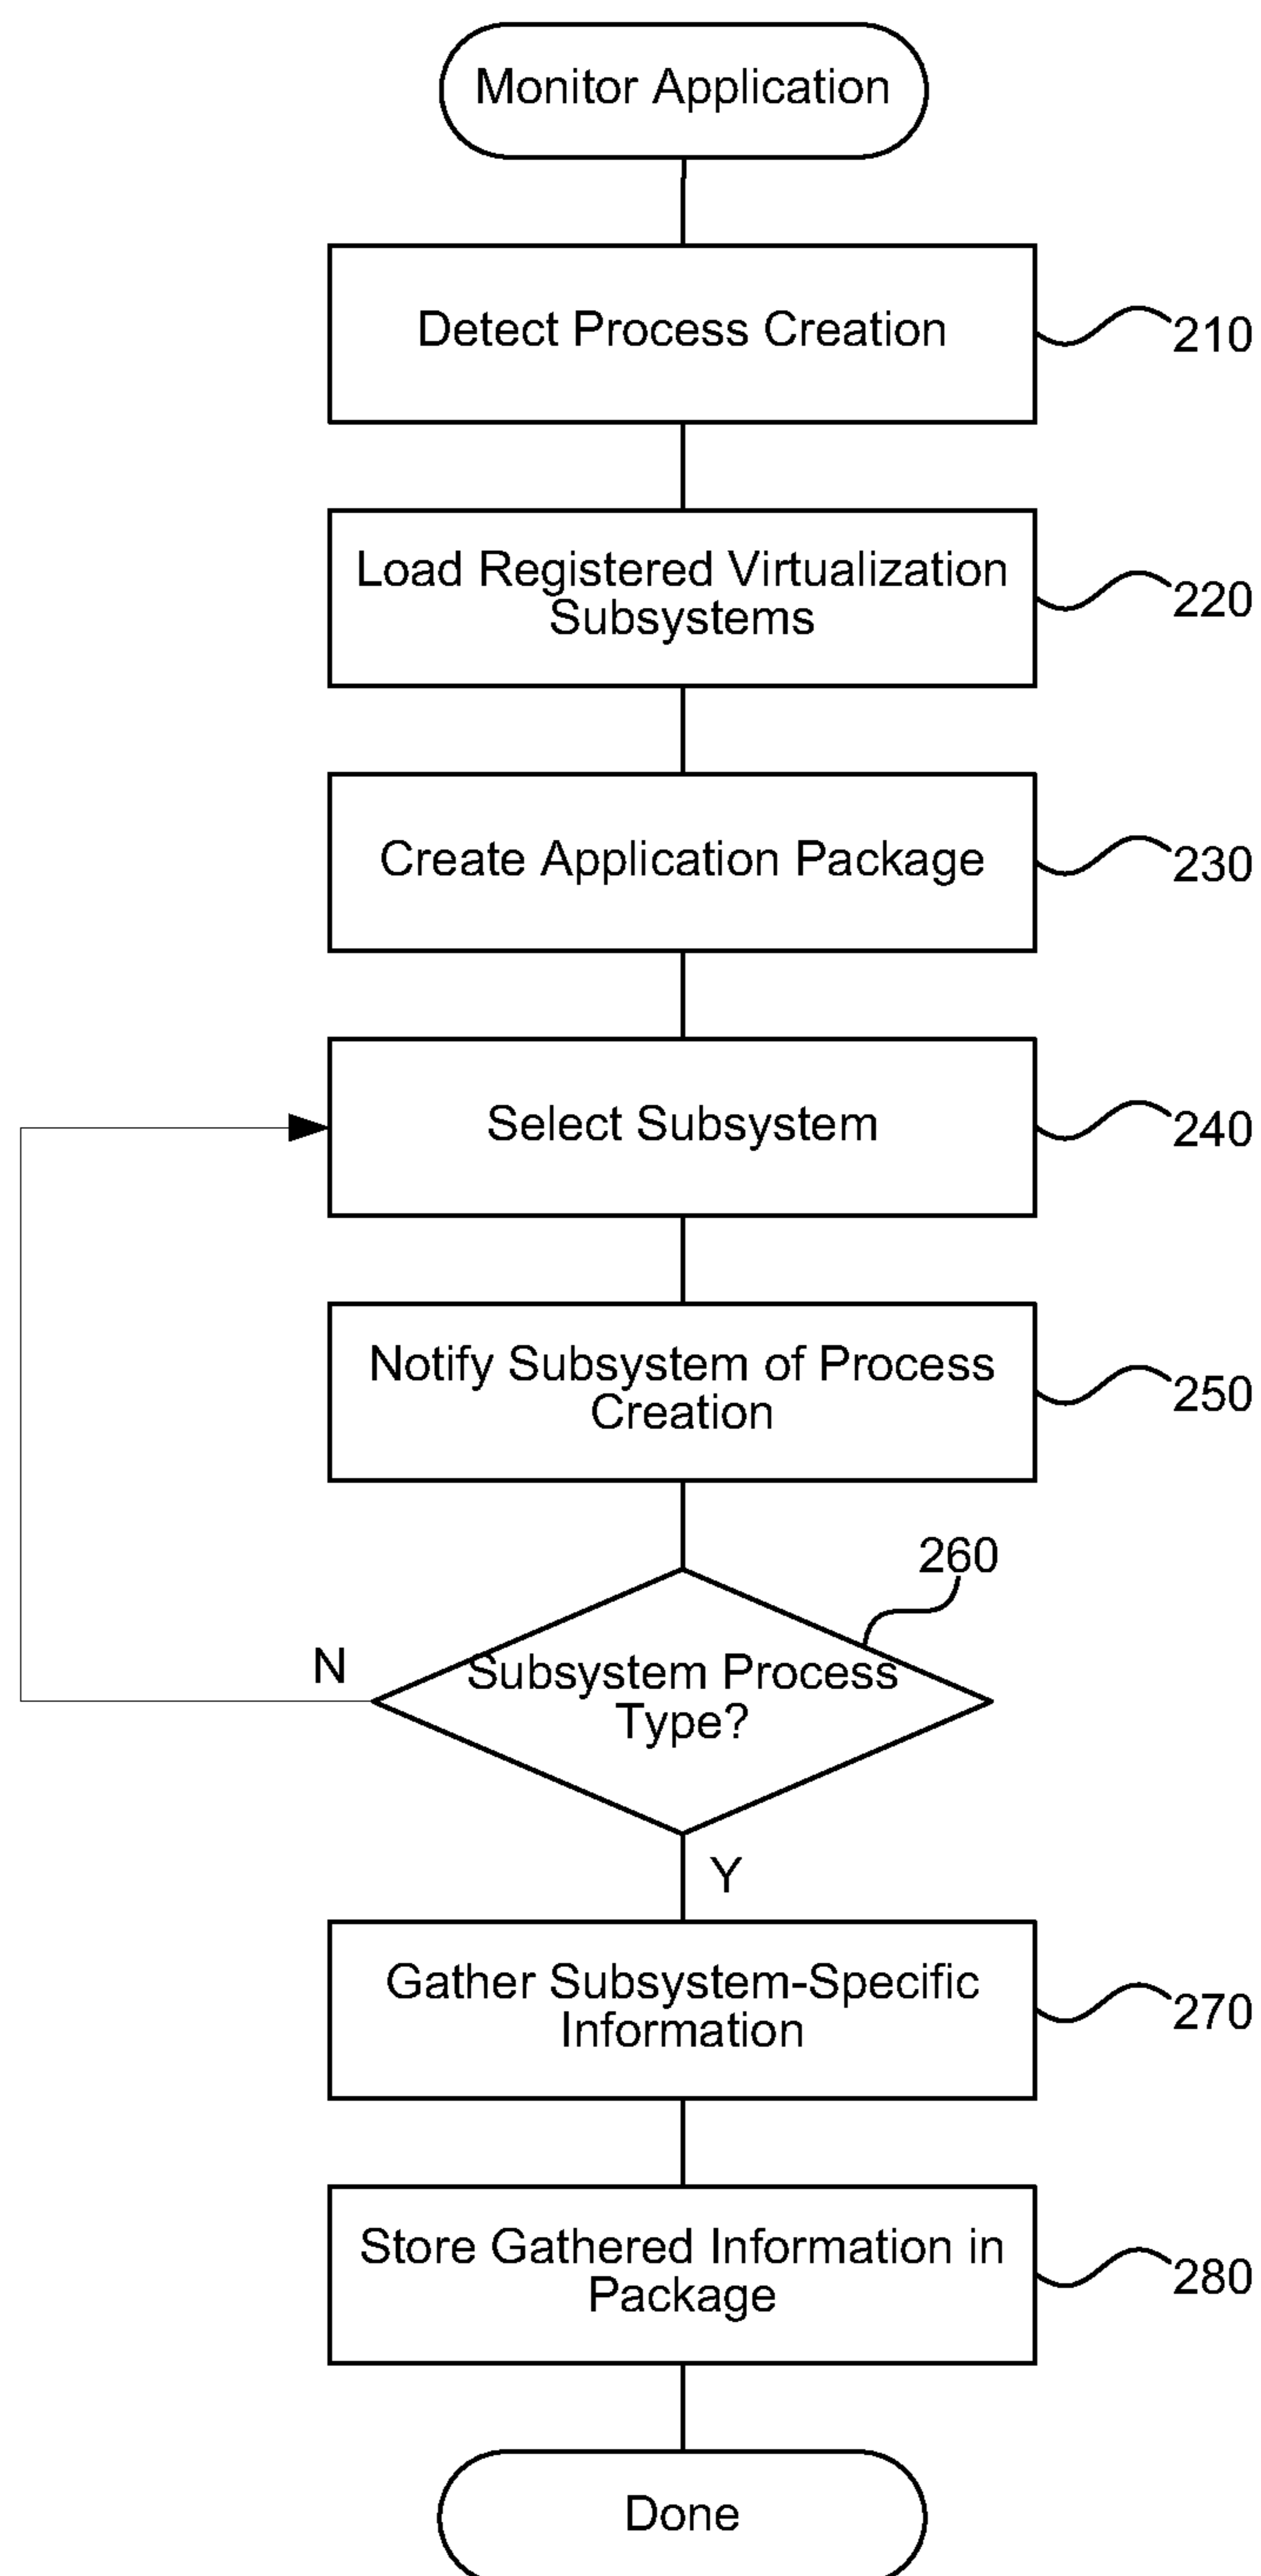 Monitor Application
Detect Process Creation
210
Load Registered Virtualization
Subsystems
220
Create Application Package
230
Select Subsystem
240
Notify Subsystem of Process
Creation
250
260
Subsystem Process
Type?
N
Y
Gather Subsystem-Specific
Information
270
Store Gathered Information in
Package
280
Done